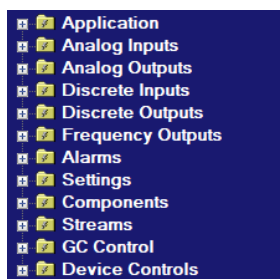 Application
Analog Inputs
Analog Outputs
Discrete Inputs
Discrete Outputs
Frequency Outputs
Alarms
Settings
Components
Streams
GC Control
Device Controls